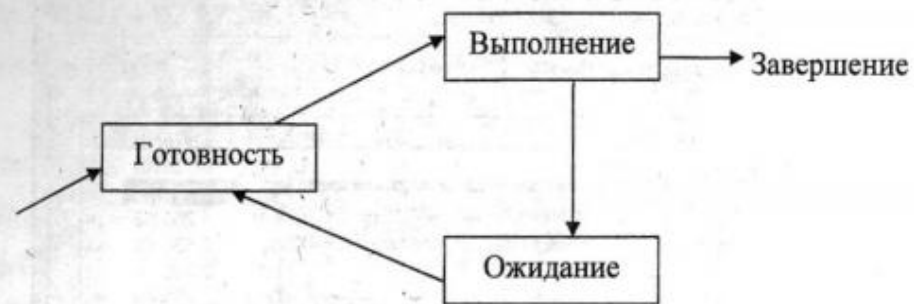 Выполнение
Завершение
Готовность
Ожидание